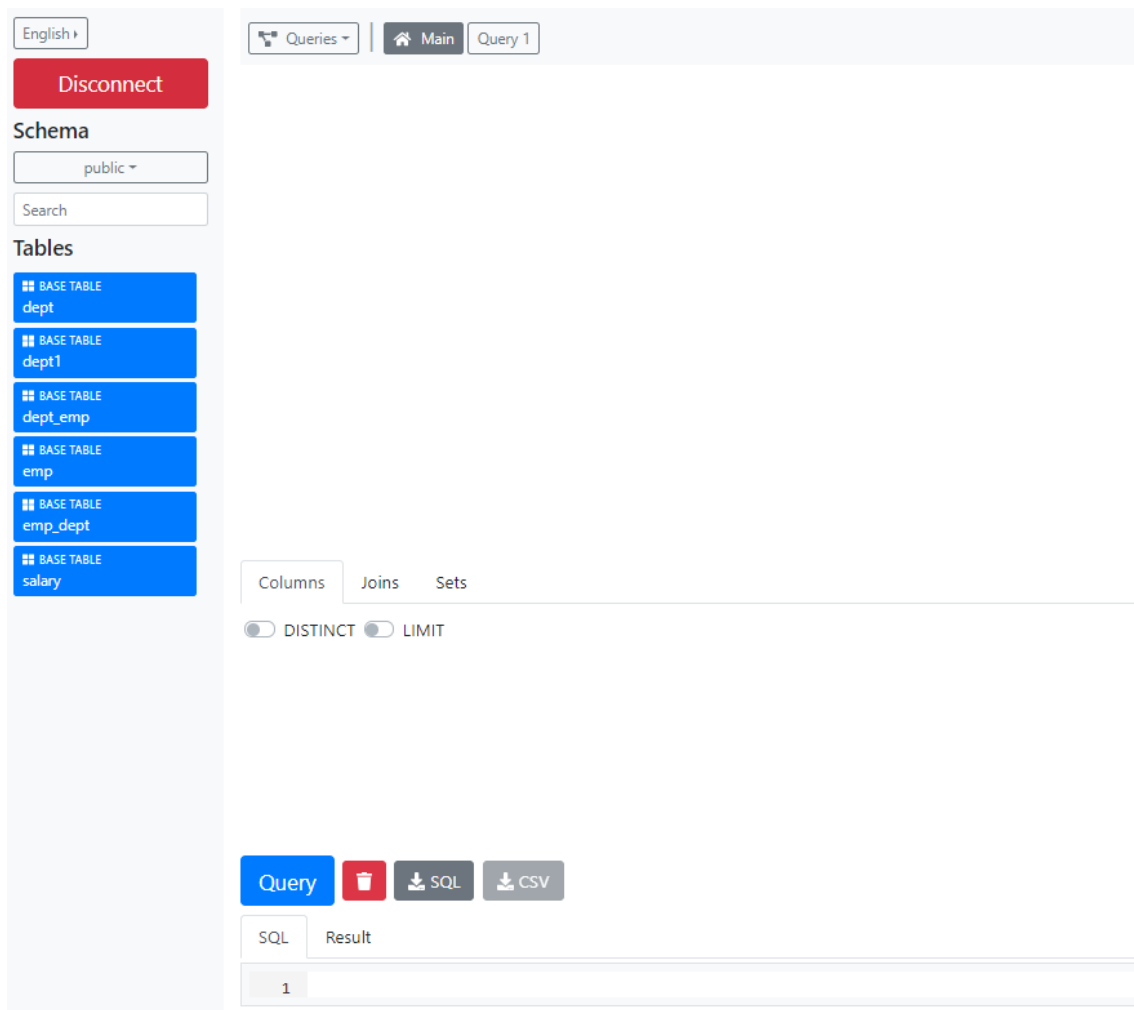 English
Disconnect
Schema
public
Search
Tables
BASE TABLE
dept
BASE TABLE
dept1
BASE TABLE
dept_emp
BASE TABLE
emp
BASE TABLE
emp_dept
BASE TABLE
salary
Queries Main Query 1
Columns Joins Sets
DISTINCT LIMIT
Query SQL CSV
SQL Result
1